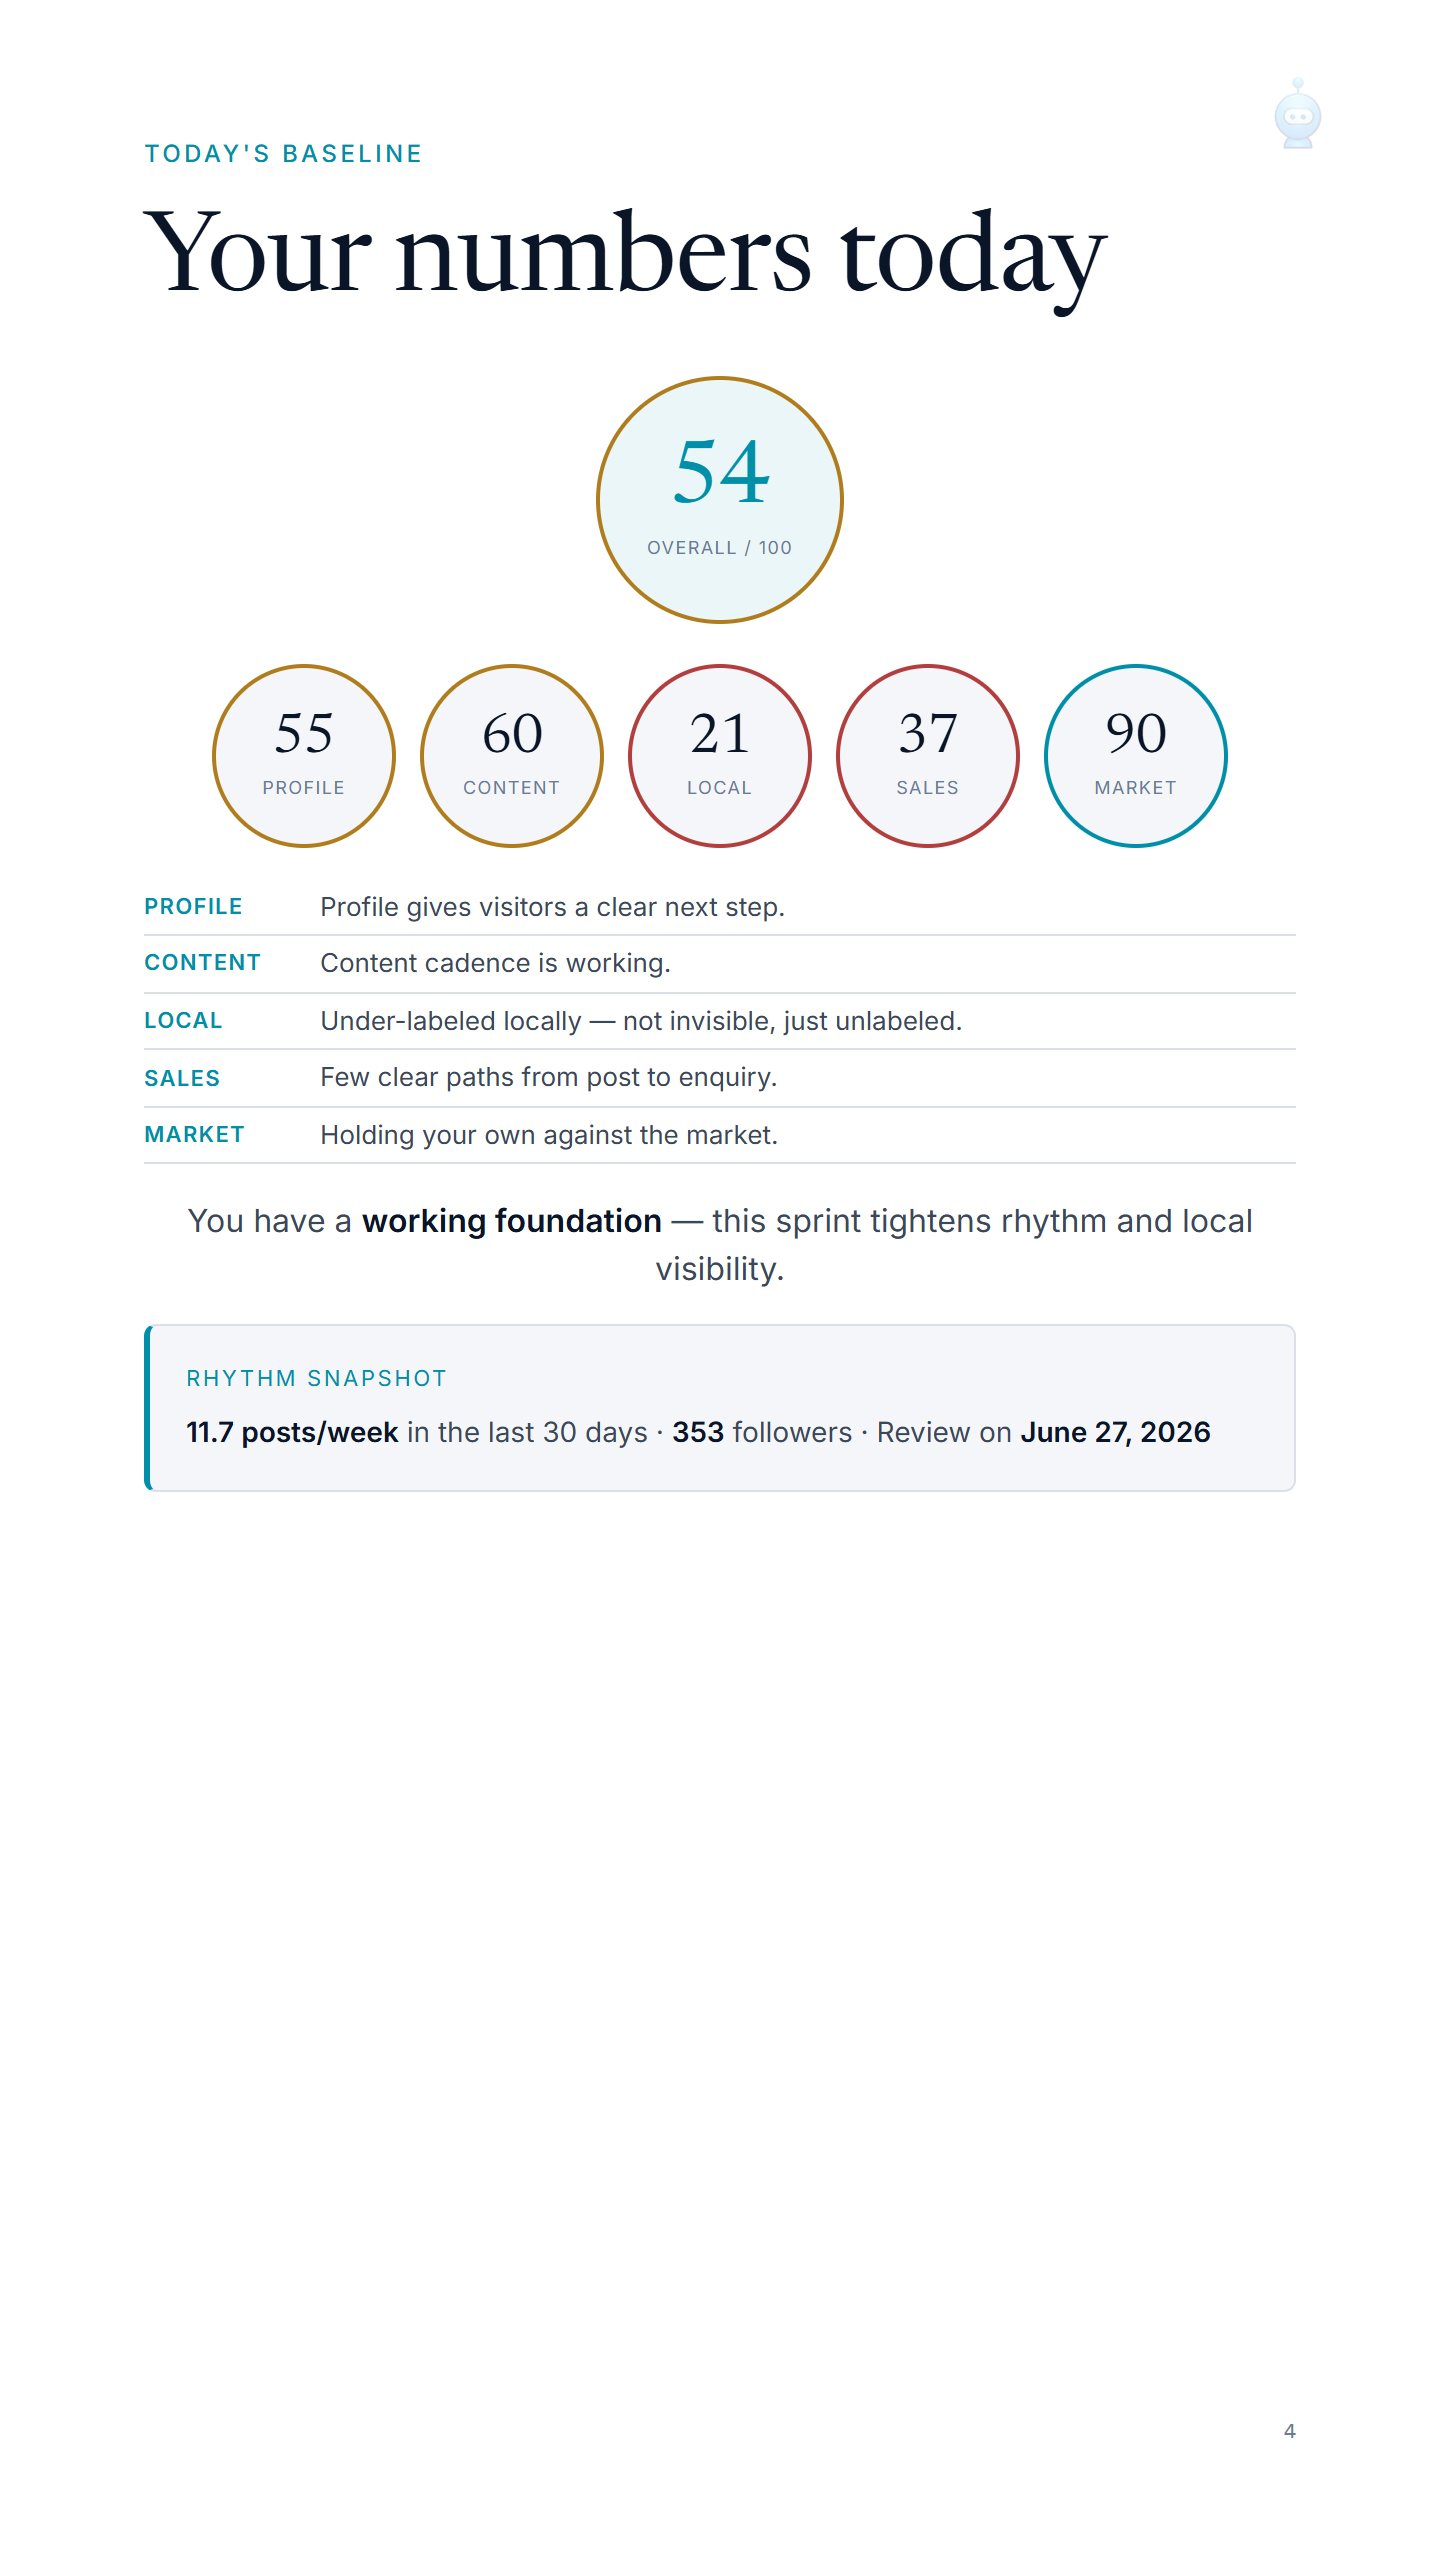 TODAY'S BASELINE
Your numbers today
54
OVERALL / 100
55
PROFILE
60
CONTENT
21
LOCAL
37
SALES
90
MARKET
PROFILE Profile gives visitors a clear next step.
CONTENT Content cadence is working.
LOCAL Under-labeled locally — not invisible, just unlabeled.
SALES Few clear paths from post to enquiry.
MARKET Holding your own against the market.
You have a working foundation — this sprint tightens rhythm and local
visibility.
RHYTHM SNAPSHOT
11.7 posts/week in the last 30 days · 353 followers · Review on June 27, 2026
4